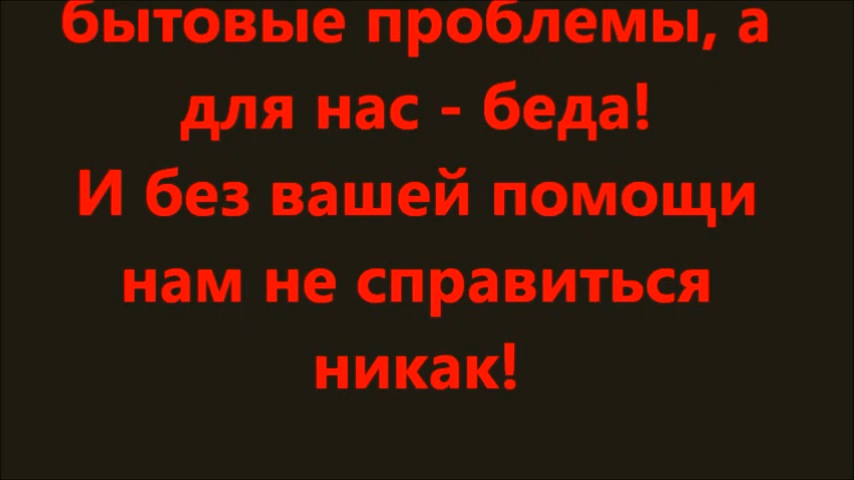 бытовые проблемы, а
для нас - беда!
И без вашей помощи
нам не справиться
никак!